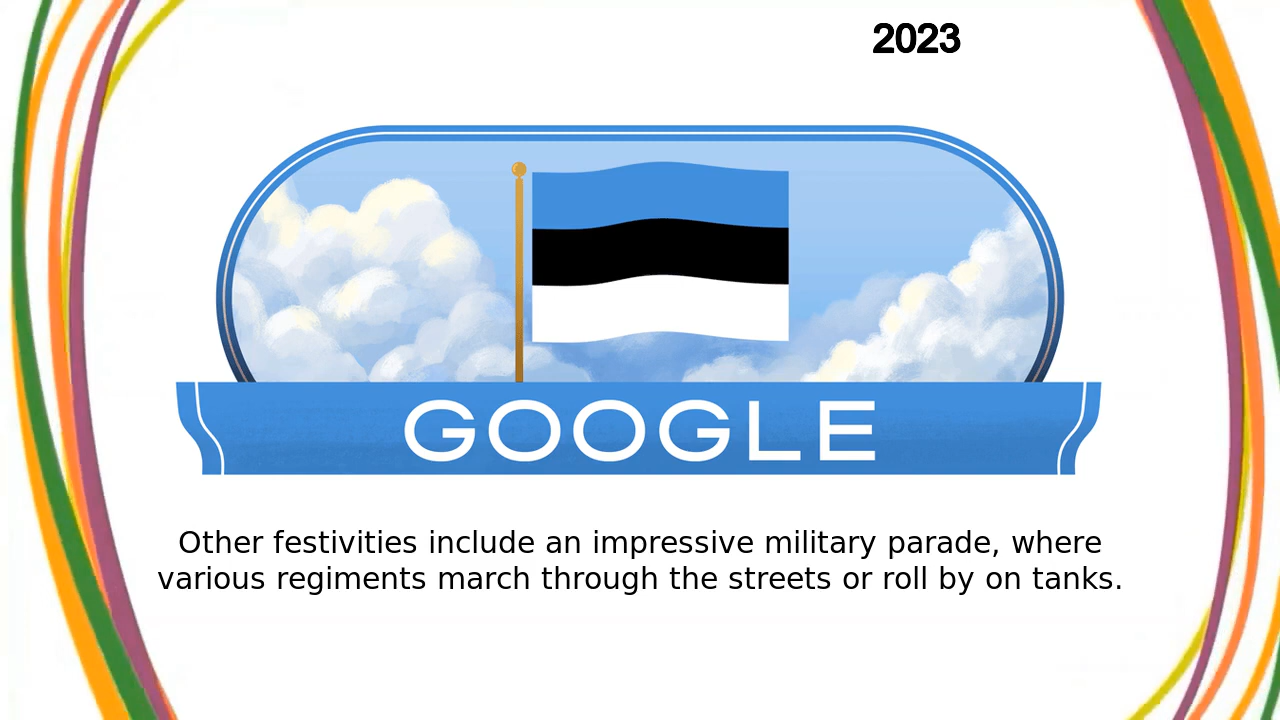 2023
GOOGLE
Other festivities include an impressive military parade, where
various regiments march through the streets or roll by on tanks.